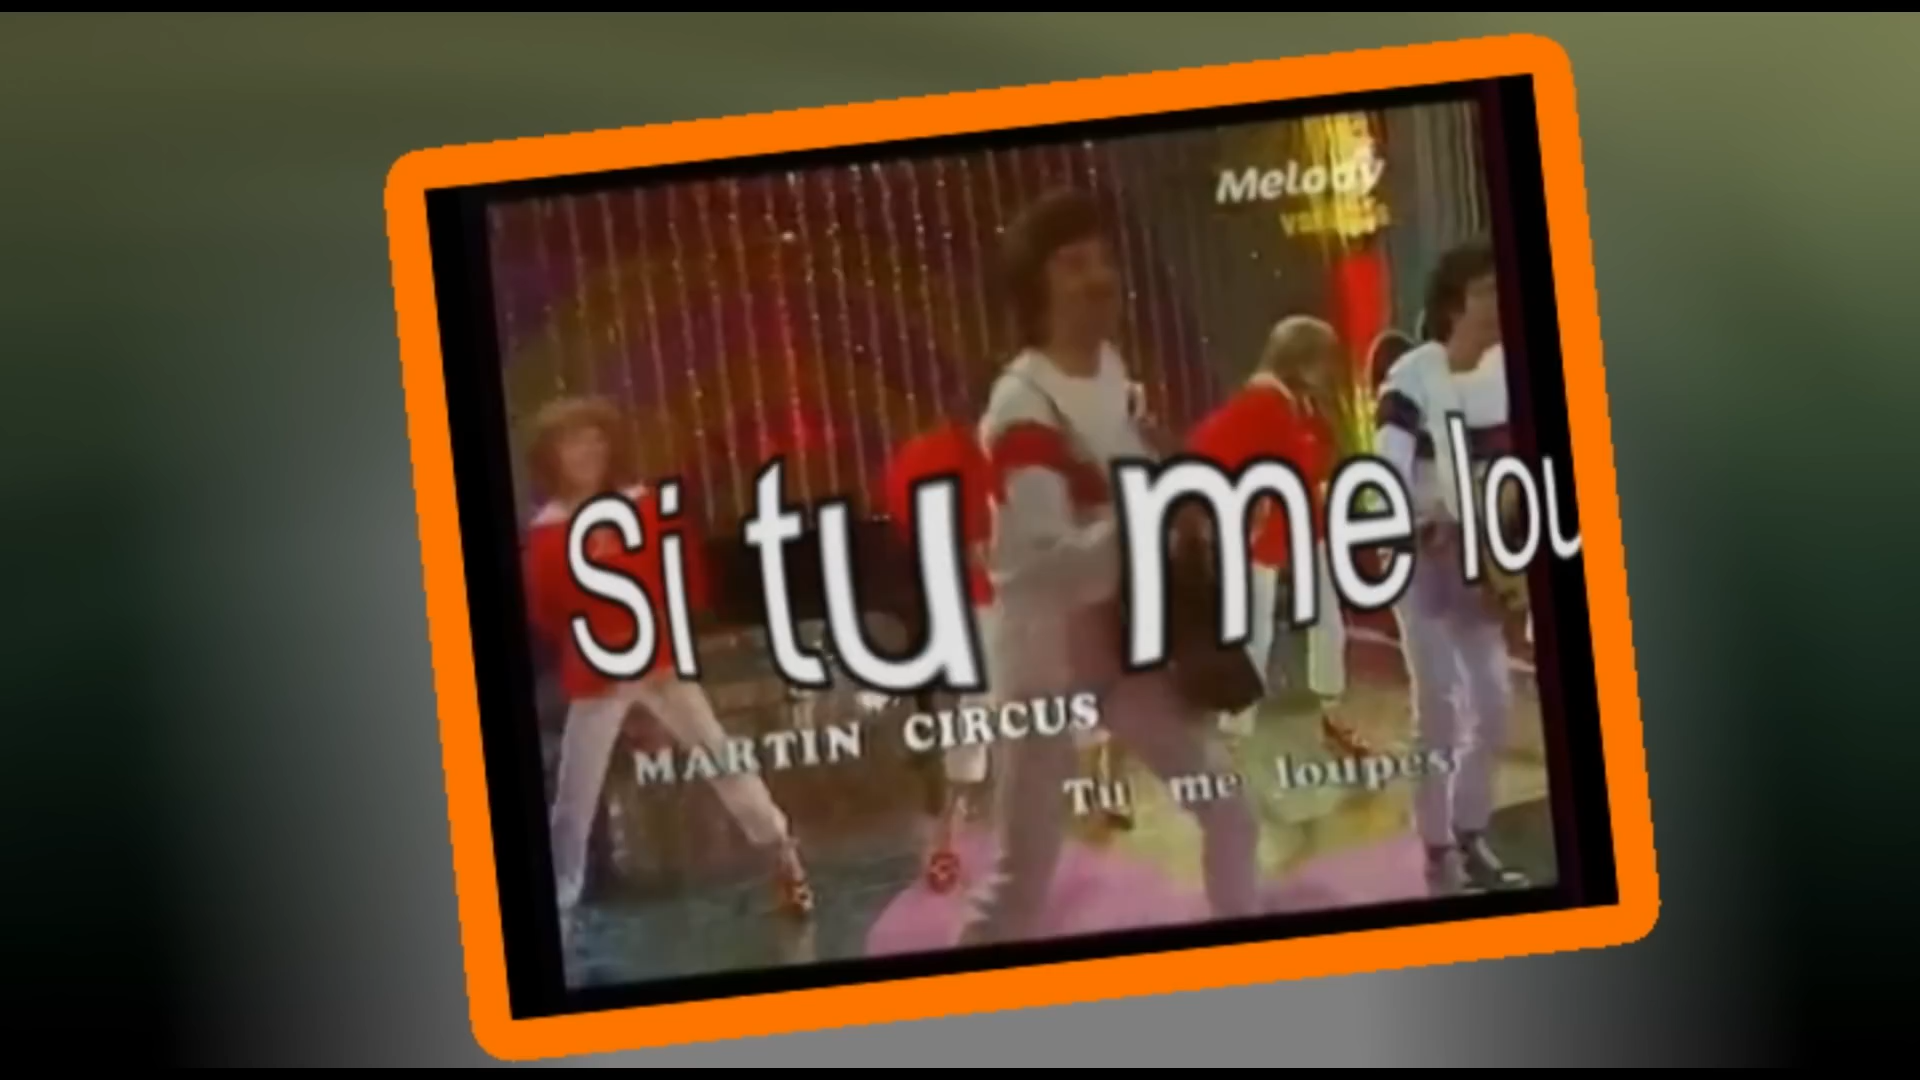 Melody
Si tu me lou
MARTIN CIRCUS
Tu me loupes